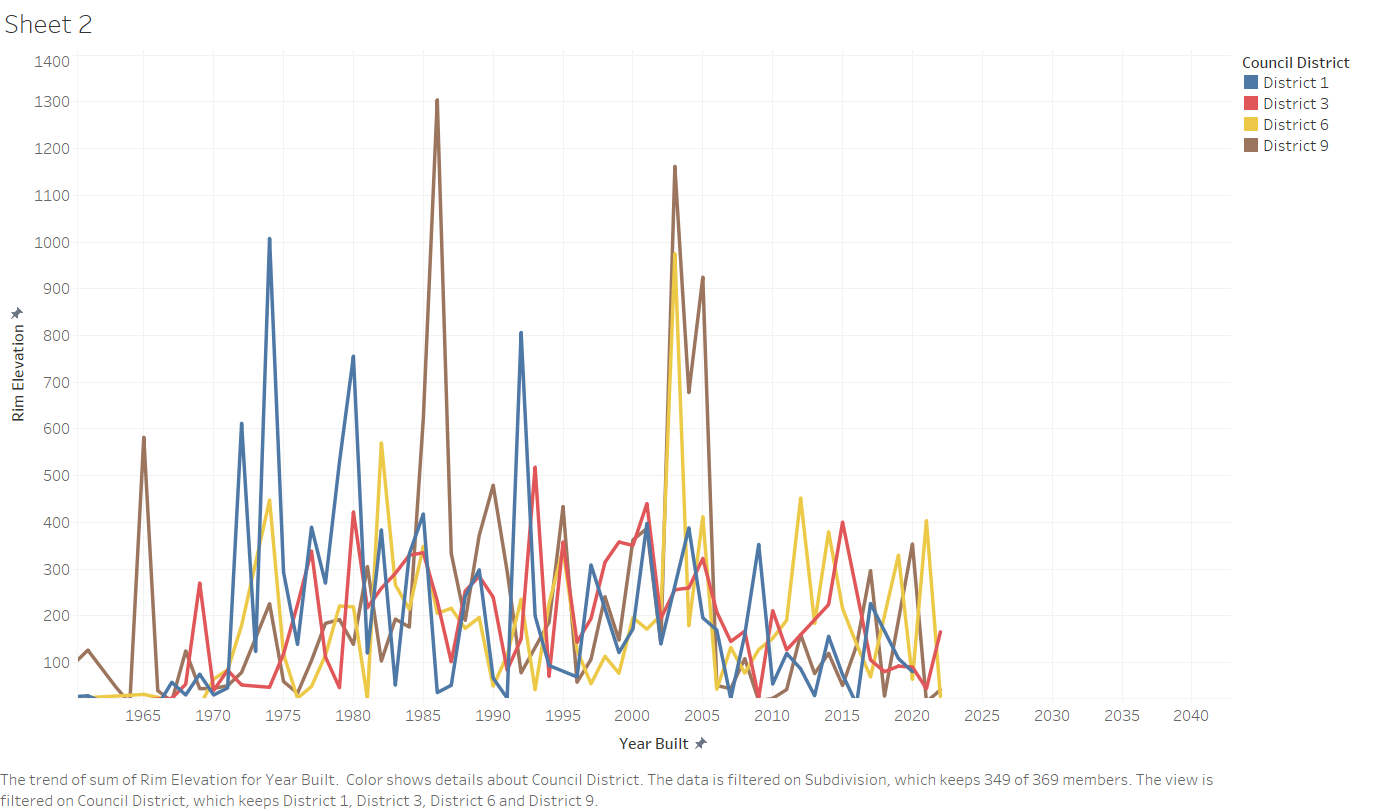 Sheet 2
1400
1300
1200
1100
1000
900
800
700
600
500
400
300
200
100
Rim Elevation
1965 1970 1975 1980 1985 1990 1995 2000 2005 2010 2015 2020 2025 2030 2035 2040
Year Built
Council District
District 1
District 3
District 6
District 9
The trend of sum of Rim Elevation for Year Built.  Color shows details about Council District. The data is filtered on Subdivision, which keeps 349 of 369 members. The view is
filtered on Council District, which keeps District 1, District 3, District 6 and District 9.